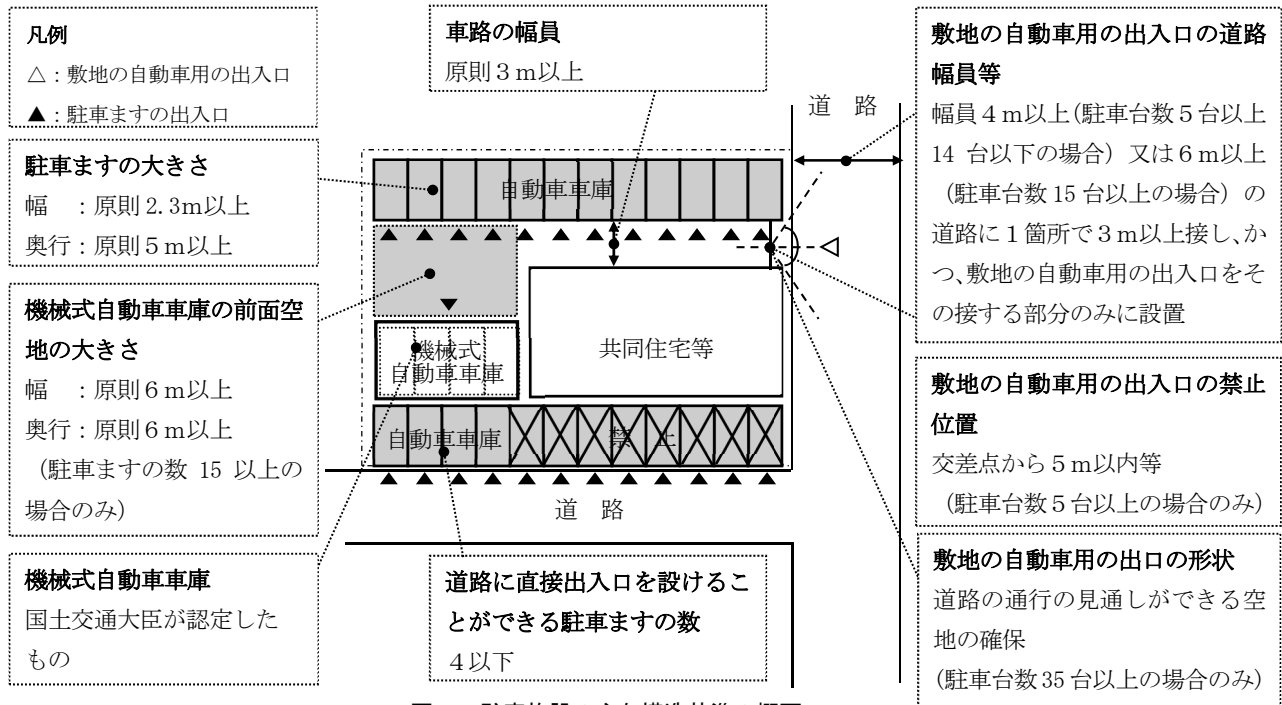 凡例
△：敷地の自動車用の出入口
▲：駐車ますの出入口
駐車ますの大きさ
幅　：原則 2.3m以上
奥行：原則５m以上
機械式自動車車庫の前面空
地の大きさ
幅　：原則６m以上
奥行：原則６m以上
（駐車ますの数 15 以上の
場合のみ）
機械式自動車車庫
国土交通大臣が認定した
もの
車路の幅員
原則３m以上
道　路
自動車車庫
機械式
自動車車庫
共同住宅等
自動車車庫
禁　止
道　路
道路に直接出入口を設けるこ
とができる駐車ますの数
４以下
敷地の自動車用の出入口の道路
幅員等
幅員４m以上(駐車台数５台以上
14 台以下の場合）又は６m以上
（駐車台数 15 台以上の場合）の
道路に１箇所で３m以上接し、か
つ、敷地の自動車用の出入口をそ
の接する部分のみに設置
敷地の自動車用の出入口の禁止
位置
交差点から５m以内等
（駐車台数５台以上の場合のみ）
敷地の自動車用の出口の形状
道路の通行の見通しができる空
地の確保
(駐車台数 35 台以上の場合のみ）